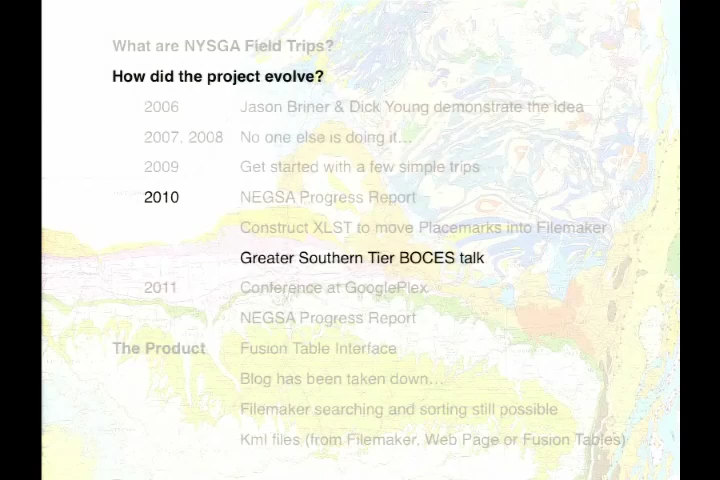 What are NYSGA Field Trips?
How did the project evolve?
2006 Jason Briner & Dick Young demonstrate the idea
2007, 2008 No one else is doing it...
2009 Get started with a few simple trips
2010 NEGSA Progress Report
Construct XLST to move Placemarks into Filemaker
Greater Southern Tier BOCES talk
2011 Conference at GooglePlex
NEGSA Progress Report
The Product Fusion Table Interface
Blog has been taken down...
Filemaker searching and sorting still possible
Kml files (from Filemaker, Web Page or Fusion Tables)